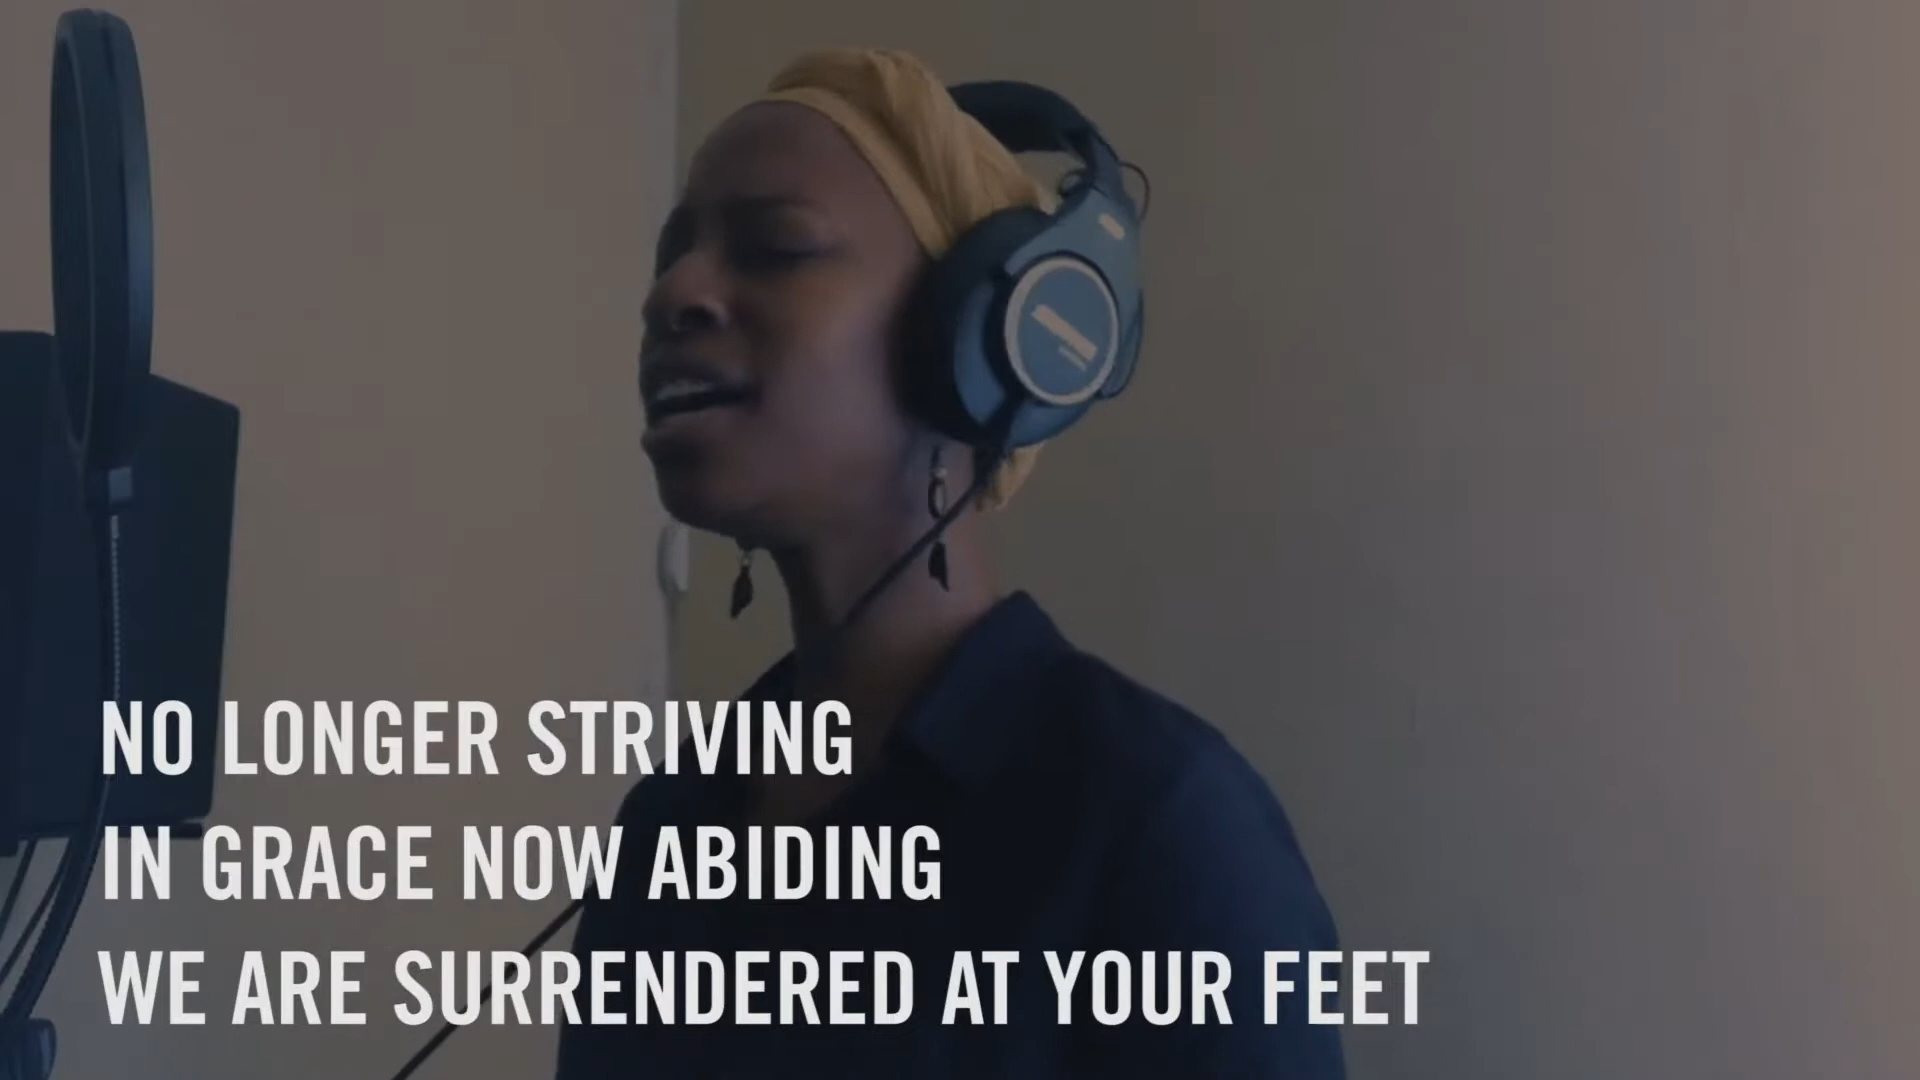 NO LONGER STRIVING
IN GRACE NOW ABIDING
WE ARE SURRENDERED AT YOUR FEET